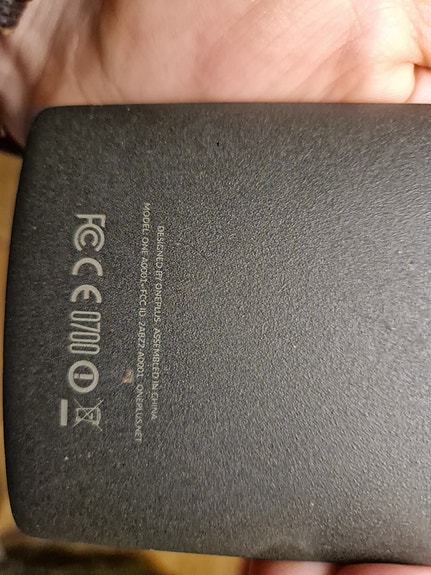 DESIGNED BY ONEPLUS. ASSEMBLED IN CHINA
MODEL: ONE A0001 FCC ID: 2ABZ2-A0001 ONEPLUS.NET
FC CE 0700